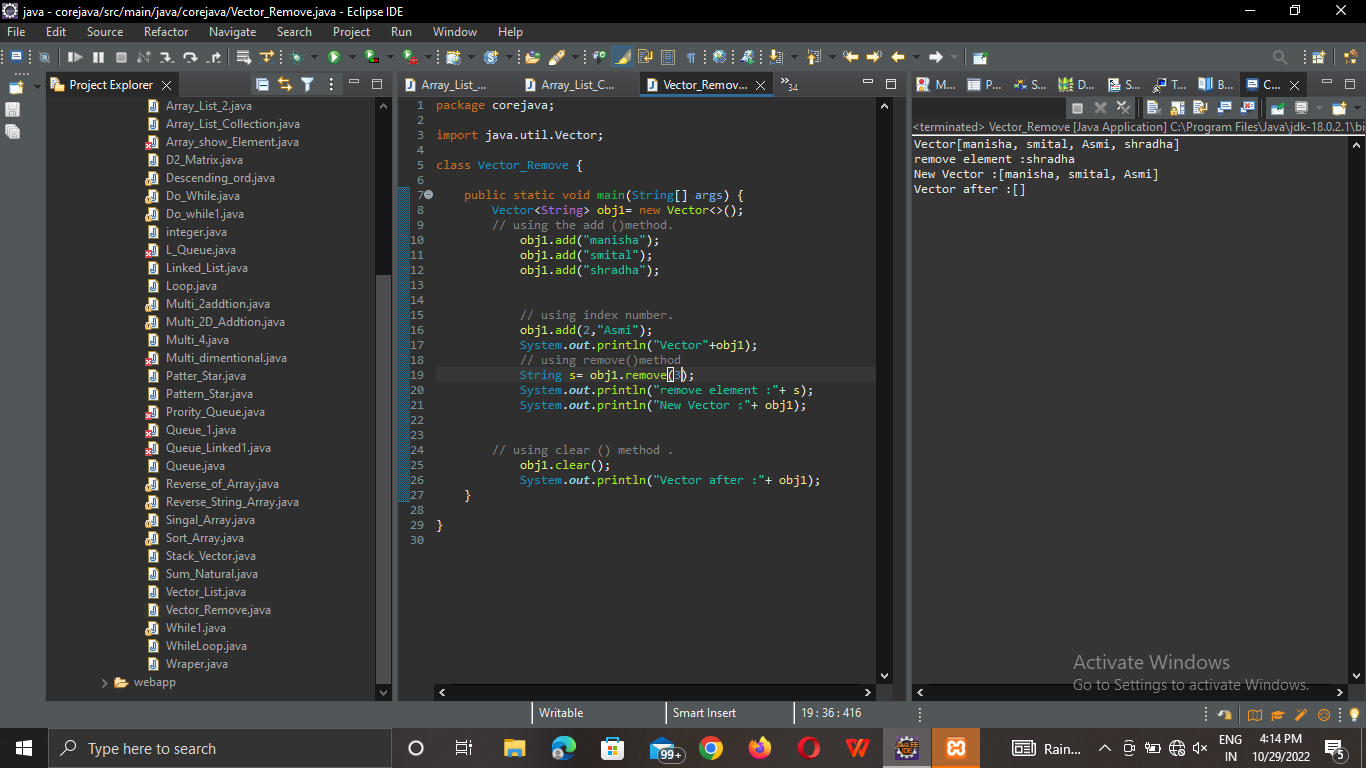 java - corejava/src/main/java/corejava/Vector_Remove.java - Eclipse IDE
File Edit Source Refactor Navigate Search Project Run Window Help
Project Explorer
Array_List_2.java
Array_List_Collection.java
Array_show_Element.java
D2_Matrix.java
Descending_ord.java
Do_While.java
Do_while1.java
integer.java
L_Queue.java
Linked_List.java
Loop.java
Multi_2addtion.java
Multi_2D_Addtion.java
Multi_4.java
Multi_dimentional.java
Patter_Star.java
Pattern_Star.java
Prority_Queue.java
Queue_1.java
Queue_Linked1.java
Queue.java
Reverse_of_Array.java
Reverse_String_Array.java
Singal_Array.java
Sort_Array.java
Stack_Vector.java
Sum_Natural.java
Vector_List.java
Vector_Remove.java
While1.java
WhileLoop.java
Wraper.java
webapp
Array_List_... Array_List_C... Vector_Remov... 34
1 package corejava;
2
3 import java.util.Vector;
4
5 class Vector_Remove {
6
7 public static void main(String[] args) {
8 Vector<String> obj1= new Vector<>();
9 // using the add ()method.
10 obj1.add("manisha");
11 obj1.add("smital");
12 obj1.add("shradha");
13
14
15 // using index number.
16 obj1.add(2,"Asmi");
17 System.out.println("Vector"+obj1);
18 // using remove()method
19 String s= obj1.remove(3);
20 System.out.println("remove element :"+ s);
21 System.out.println("New Vector :"+ obj1);
22
23
24 // using clear () method .
25 obj1.clear();
26 System.out.println("Vector after :"+ obj1);
27 }
28
29 }
30
M... P... S... D... S... T... B... C...
<terminated> Vector_Remove [Java Application] C:\Program Files\Java\jdk-18.0.2.1\bi
Vector[manisha, smital, Asmi, shradha]
remove element :shradha
New Vector :[manisha, smital, Asmi]
Vector after :[]
Activate Windows
Go to Settings to activate Windows.
Writable Smart Insert 19 : 36 : 416
Type here to search 99+ JAVA EE IDE Rain... ENG IN 4:14 PM 10/29/2022 5